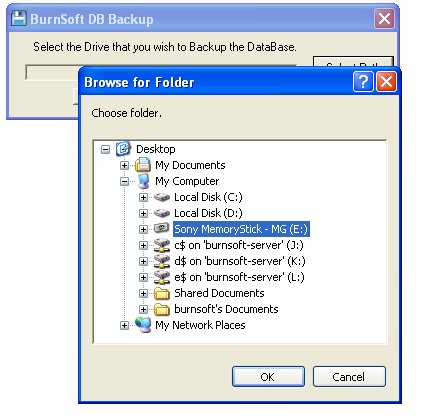 BurnSoft DB Backup
Select the Drive that you wish to Backup the DataBase.
Browse for Folder
Choose folder.
Desktop
My Documents
My Computer
Local Disk (C:)
Local Disk (D:)
Sony MemoryStick - MG (E:)
c$ on 'burnsoft-server' (J:)
d$ on 'burnsoft-server' (K:)
e$ on 'burnsoft-server' (L:)
Shared Documents
burnsoft's Documents
My Network Places
OK
Cancel